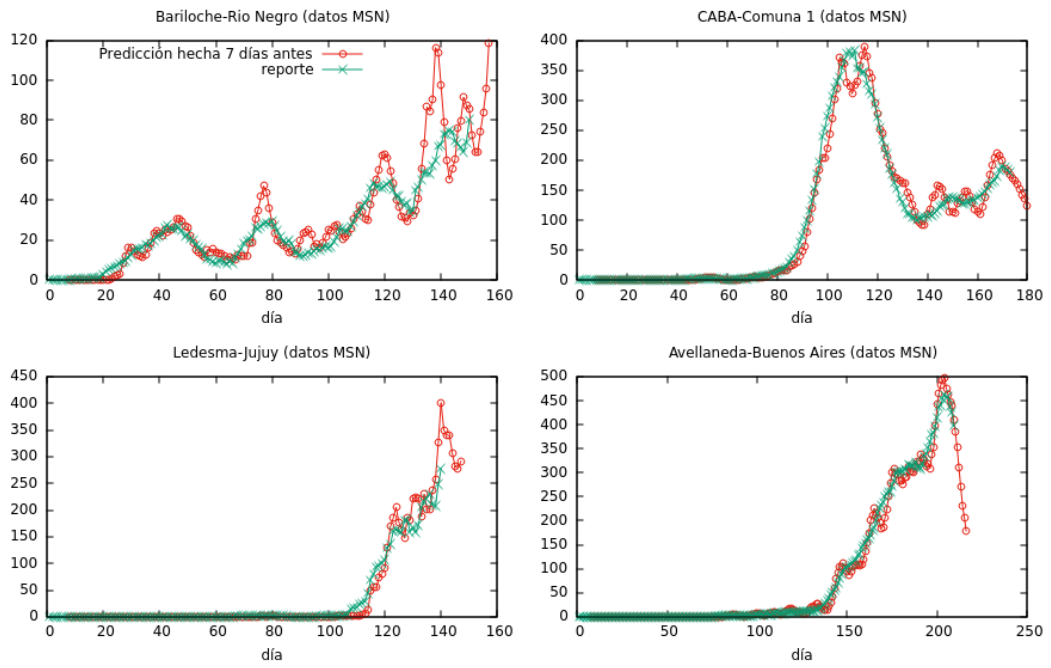 Bariloche-Rio Negro (datos MSN)
120
100
80
60
40
20
0
Predicción hecha 7 días antes
reporte
0 20 40 60 80 100 120 140 160
día
CABA-Comuna 1 (datos MSN)
400
350
300
250
200
150
100
50
0
0 20 40 60 80 100 120 140 160 180
día
Ledesma-Jujuy (datos MSN)
450
400
350
300
250
200
150
100
50
0
0 20 40 60 80 100 120 140 160
día
Avellaneda-Buenos Aires (datos MSN)
500
450
400
350
300
250
200
150
100
50
0
0 50 100 150 200 250
día